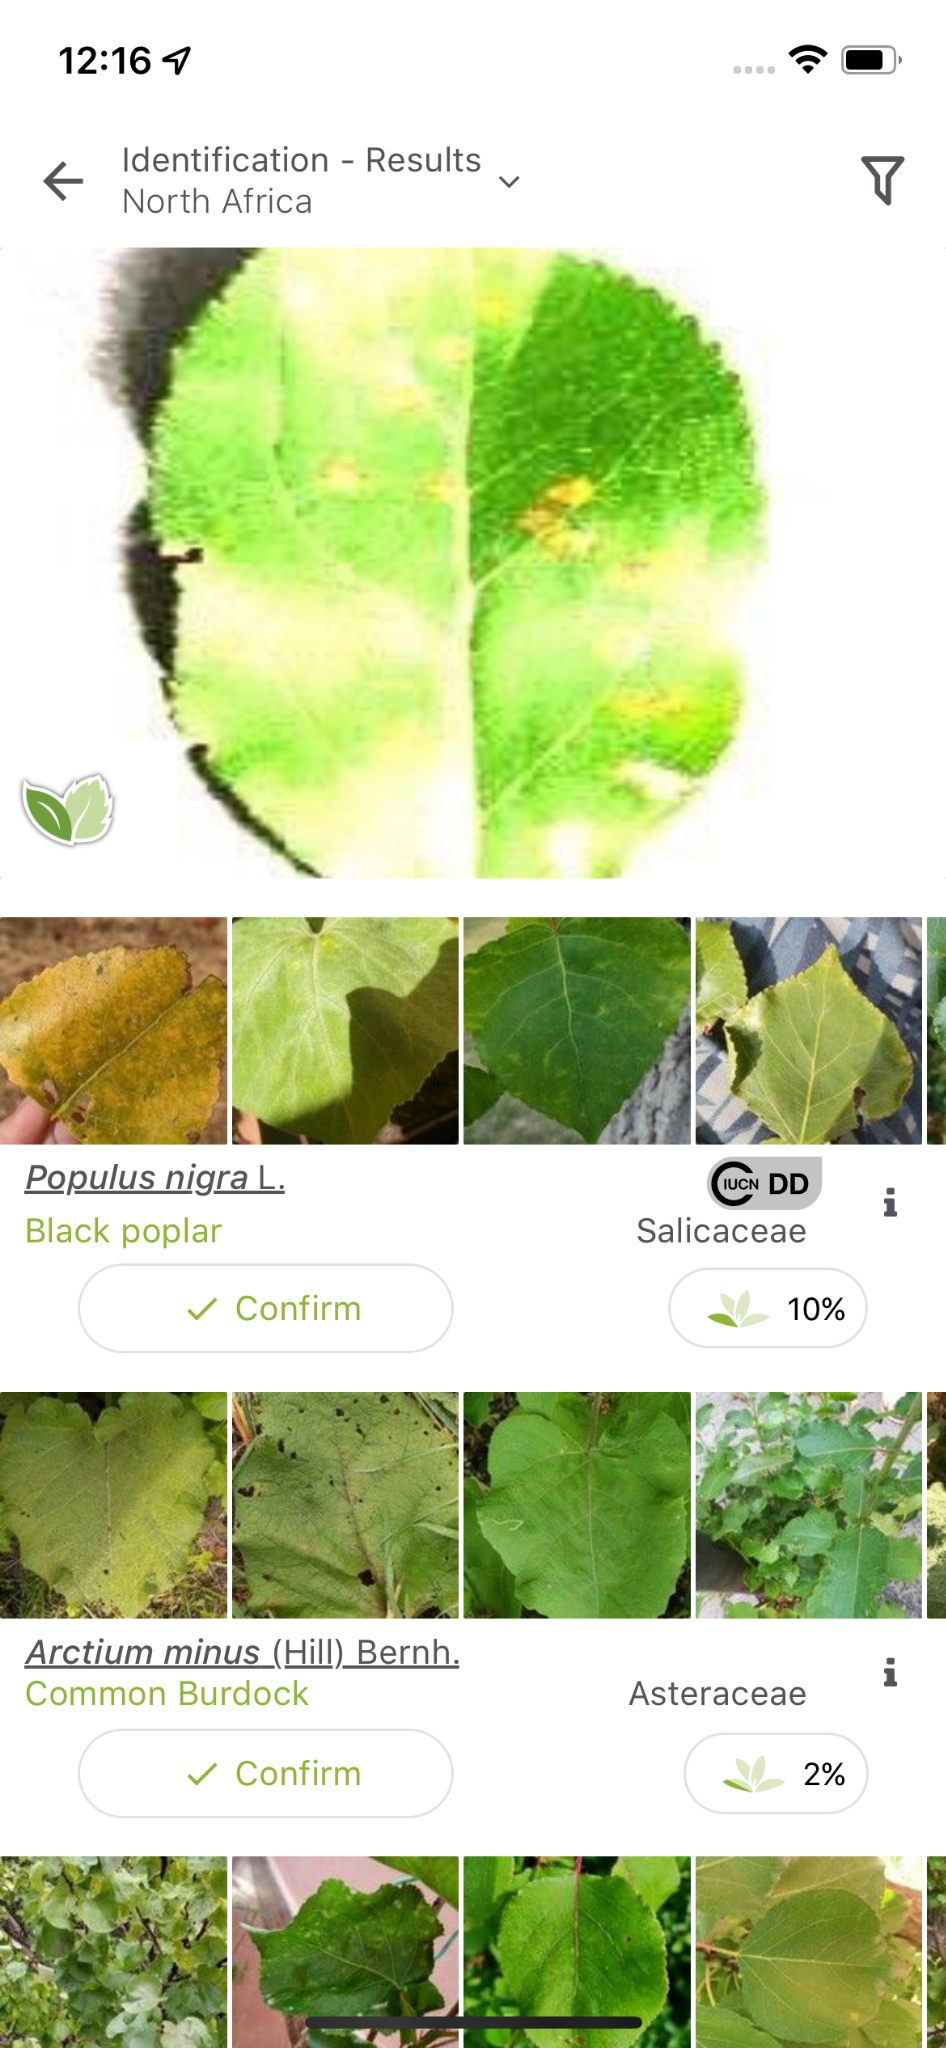 12:16
Identification - Results
North Africa
Populus nigra L.
IUCN DD
Black poplar
Salicaceae
Confirm
10%
Arctium minus (Hill) Bernh.
Common Burdock
Asteraceae
Confirm
2%